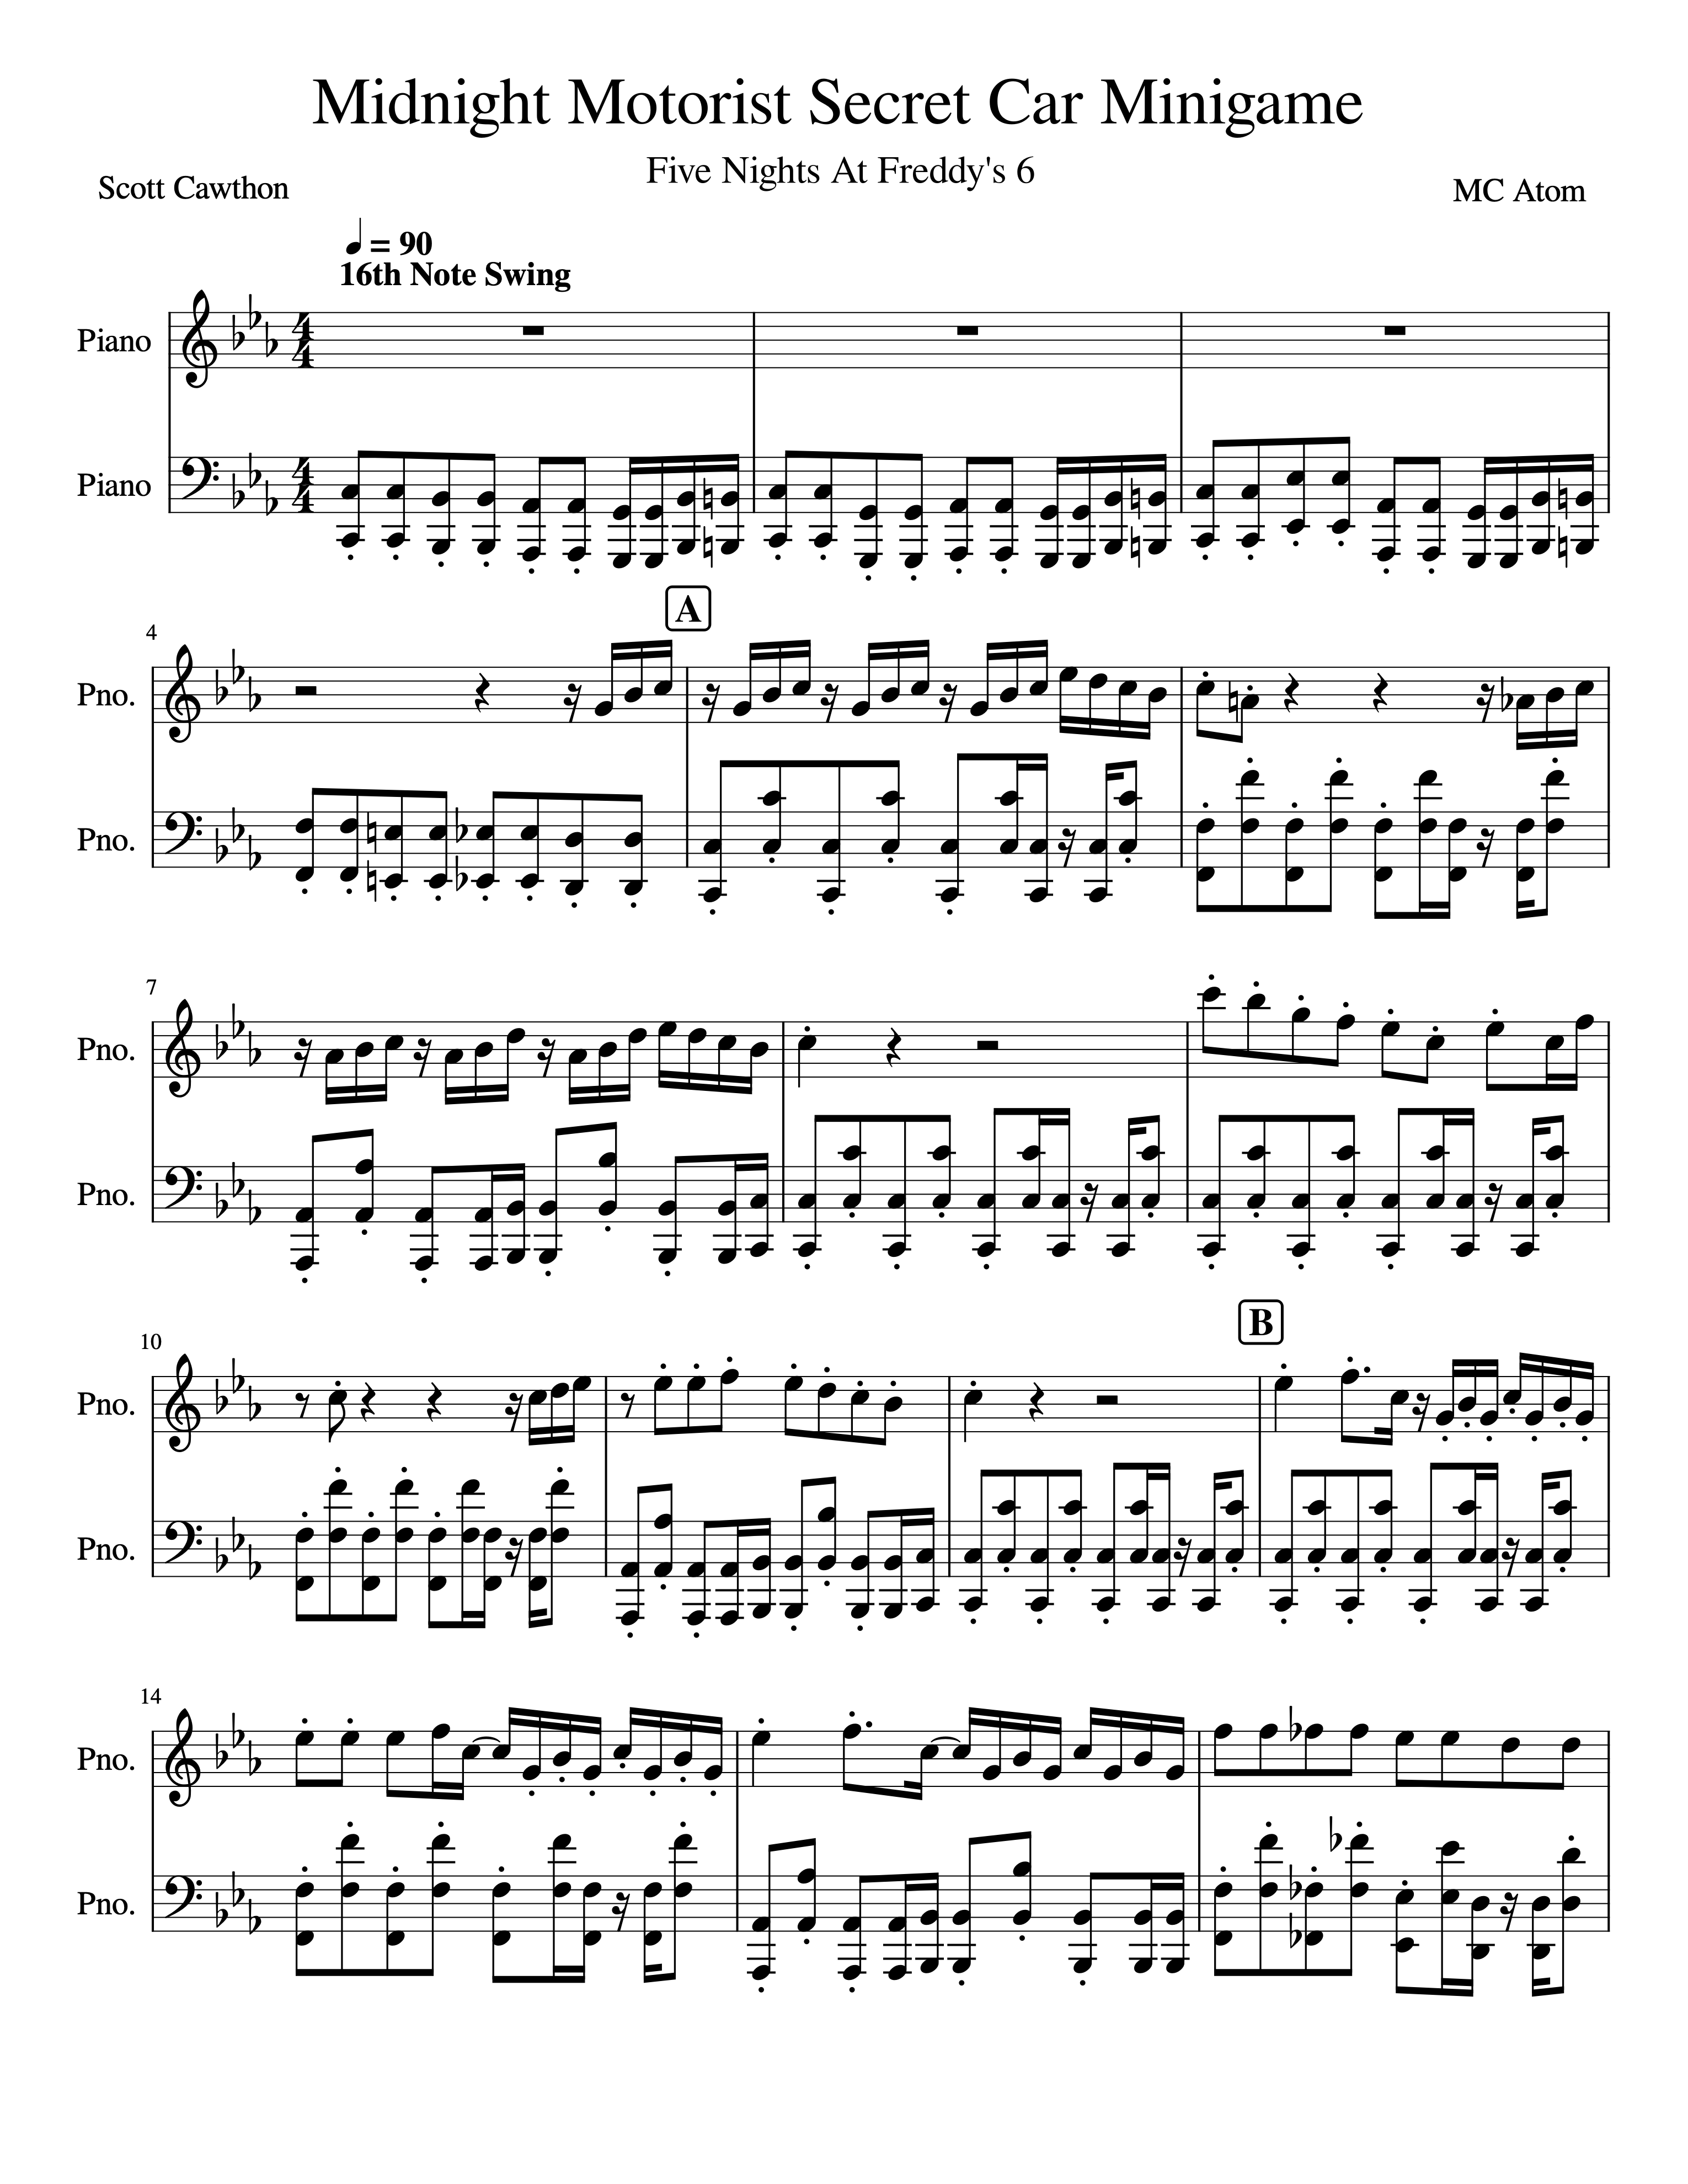 Midnight Motorist Secret Car Minigame
Five Nights At Freddy's 6
Scott Cawthon
MC Atom
= 90
16th Note Swing
Piano
Piano
4
A
Pno.
Pno.
7
Pno.
Pno.
B
10
Pno.
Pno.
14
Pno.
Pno.